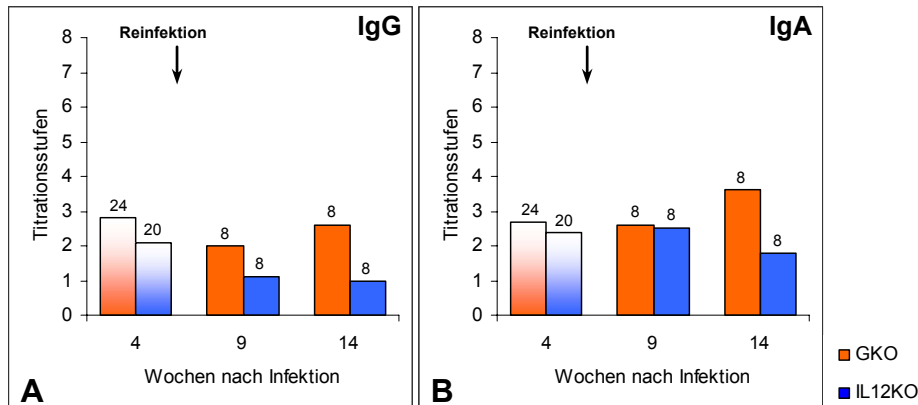 IgG
Reinfektion
Titrationsstufen
8
7
6
5
4
3
2
1
0
24
20
8
8
8
8
4 9 14
Wochen nach Infektion
A
IgA
Reinfektion
Titrationsstufen
8
7
6
5
4
3
2
1
0
24
20
8
8
8
8
4 9 14
Wochen nach Infektion
B
GKO
IL12KO